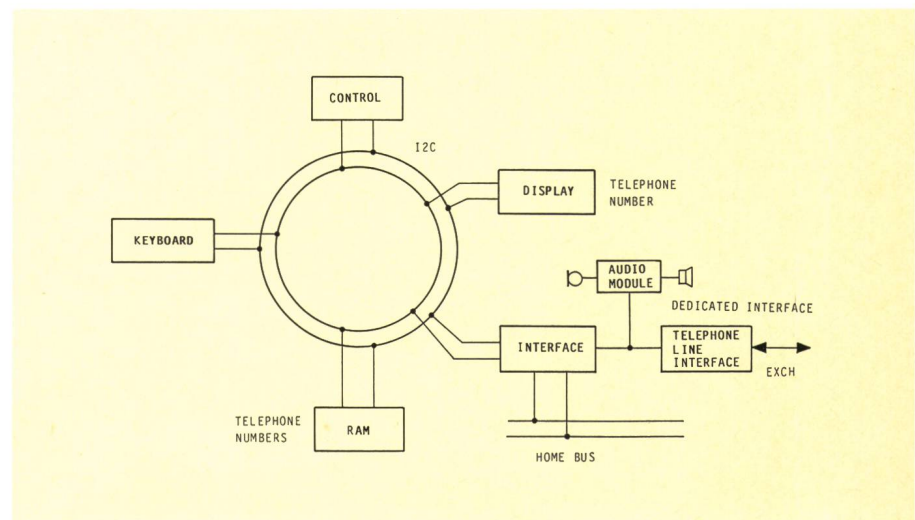 CONTROL
I2C
DISPLAY
TELEPHONE
NUMBER
KEYBOARD
AUDIO
MODULE
DEDICATED INTERFACE
INTERFACE
TELEPHONE
LINE
INTERFACE
EXCH
TELEPHONE
NUMBERS
RAM
HOME BUS